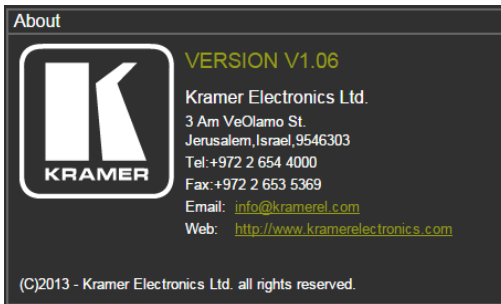 About
VERSION V1.06
Kramer Electronics Ltd.
3 Am VeOlamo St.
Jerusalem,Israel,9546303
Tel:+972 2 654 4000
Fax:+972 2 653 5369
Email: info@kramerel.com
Web: http://www.kramerelectronics.com
KRAMER
(C)2013 - Kramer Electronics Ltd. all rights reserved.